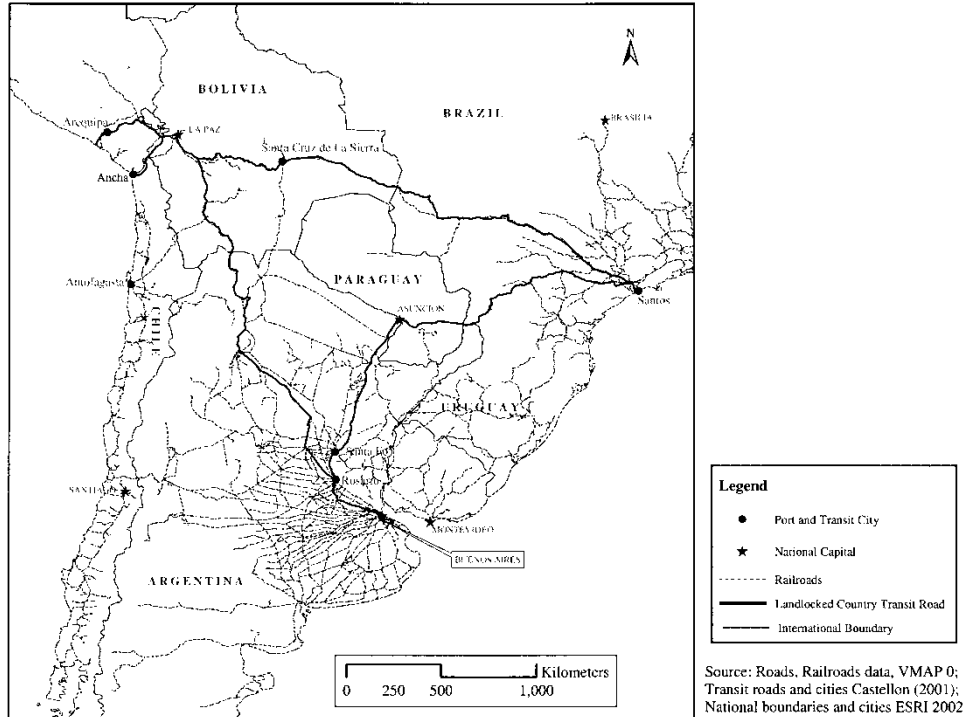 N
BOLIVIA
BRAZIL
BRASILIA
Arequipa
LA PAZ
Santa Cruz de La Sierra
Ancha
PARAGUAY
Antofagasta
ASUNCION
Santos
CHILE
URUGUAY
Santa Fe
Rosario
SANTIAGO
MONTEVIDEO
BUENOS AIRES
ARGENTINA
Kilometers
0 250 500 1,000
Legend
Port and Transit City
National Capital
Railroads
Landlocked Country Transit Road
International Boundary
Source: Roads, Railroads data, VMAP 0;
Transit roads and cities Castellon (2001);
National boundaries and cities ESRI 2002